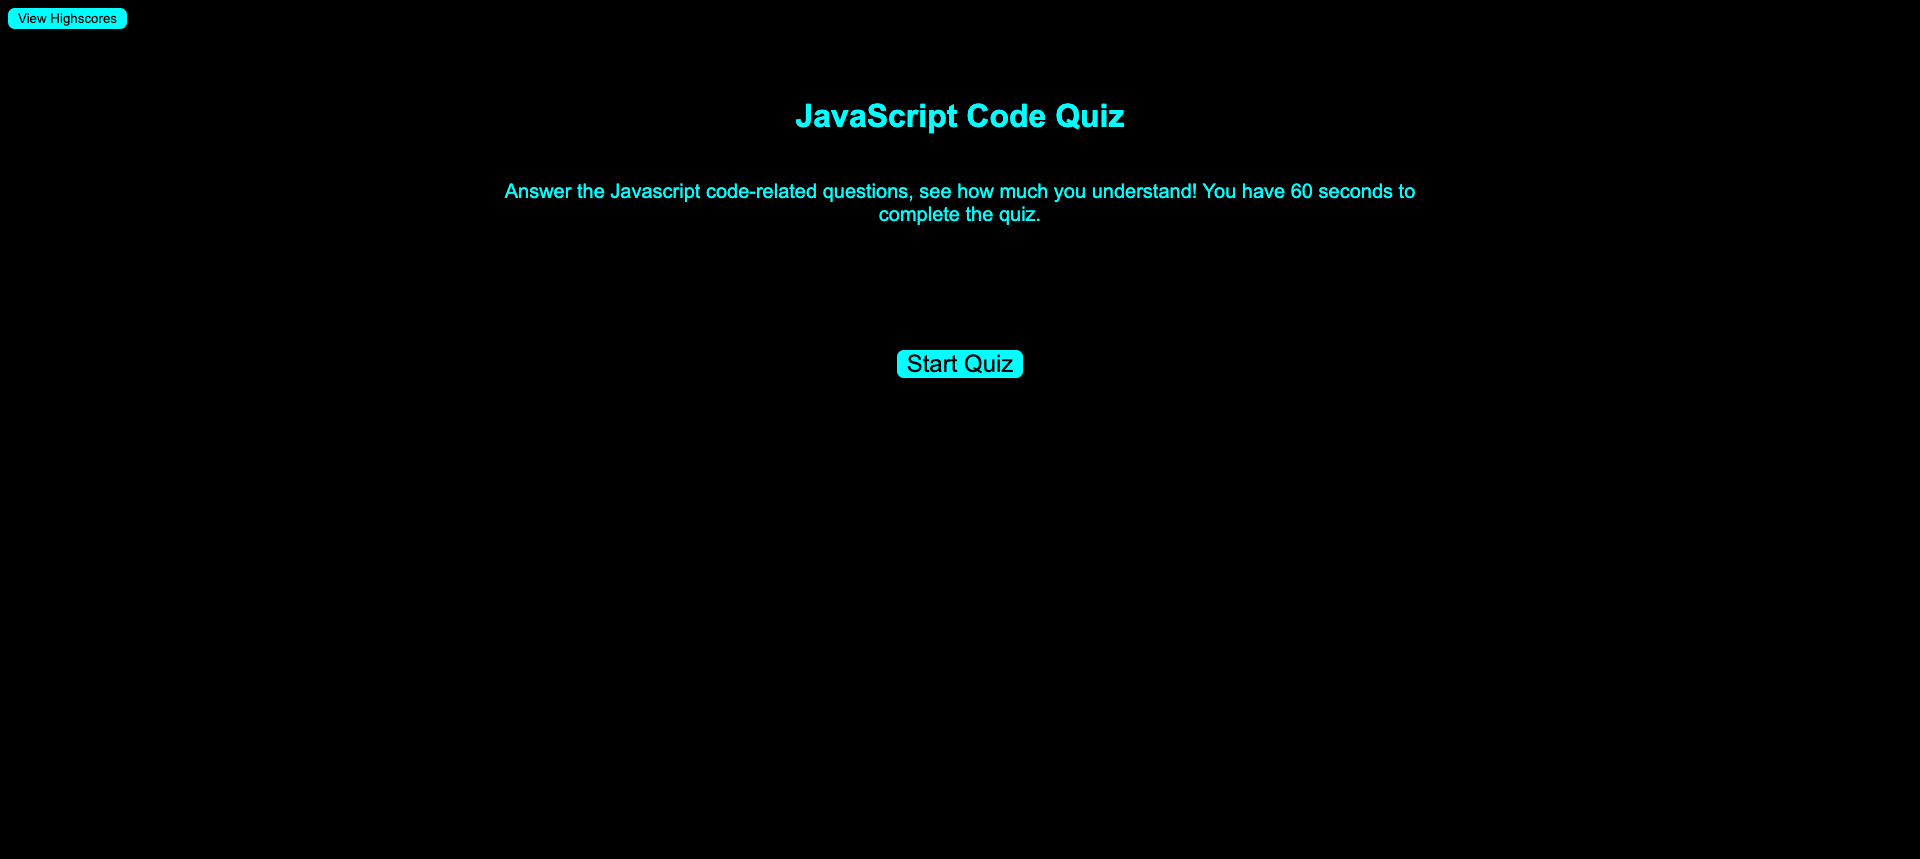 View Highscores
JavaScript Code Quiz
Answer the Javascript code-related questions, see how much you understand! You have 60 seconds to
complete the quiz.
Start Quiz